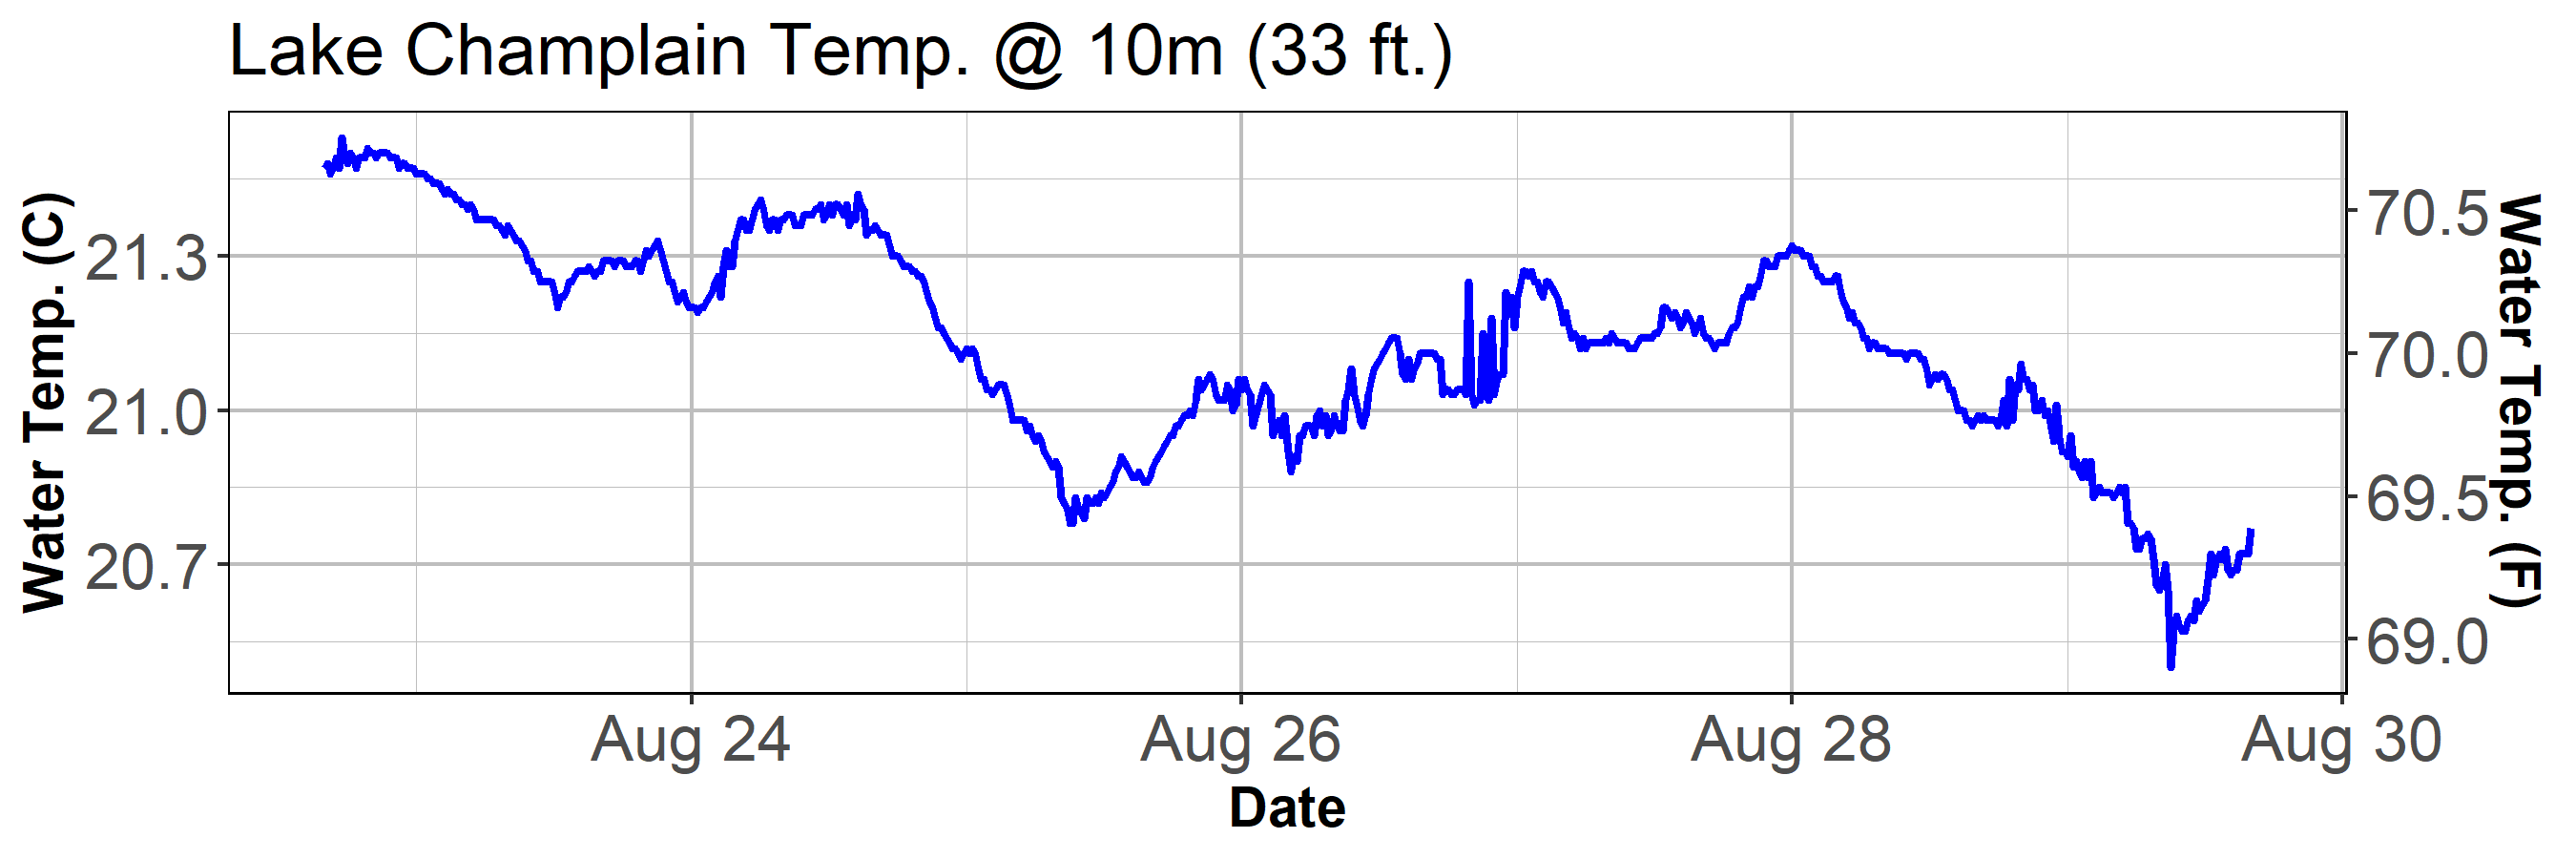 Lake Champlain Temp. @ 10m (33 ft.)
Water Temp. (C)
21.3
21.0
20.7
70.5
70.0
69.5
69.0
Water Temp. (F)
Aug 24
Aug 26
Aug 28
Aug 30
Date